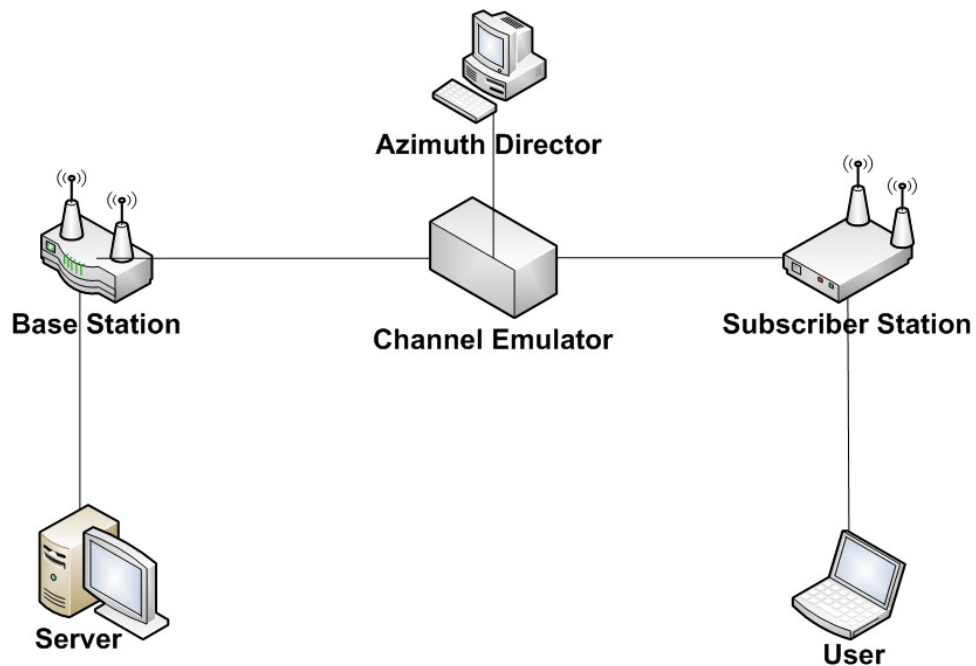 Azimuth Director
Base Station
Channel Emulator
Subscriber Station
Server
User